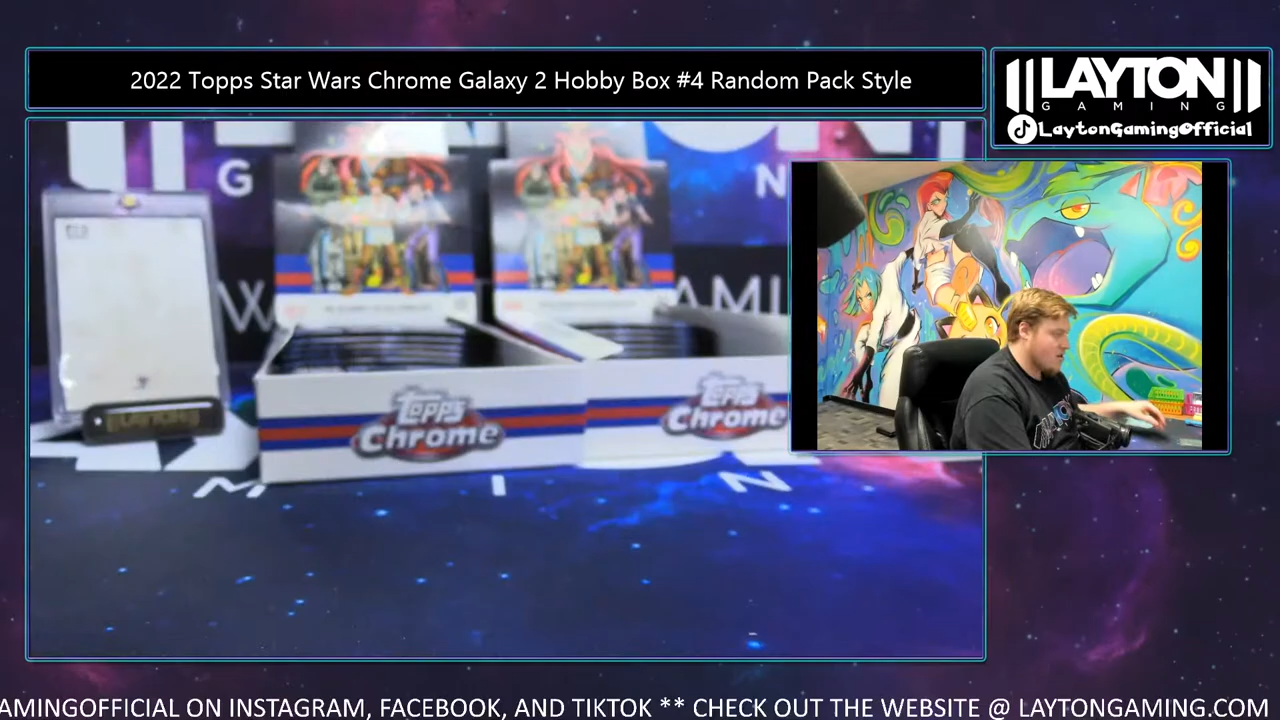 2022 Topps Star Wars Chrome Galaxy 2 Hobby Box #4 Random Pack Style
LAYTON
GAMING
LaytonGamingOfficial
G
N
W
AMI
Topps
Chrome
Topps
Chrome
M I N
AMINGOFFICIAL ON INSTAGRAM, FACEBOOK, AND TIKTOK ** CHECK OUT THE WEBSITE @ LAYTONGAMING.COM